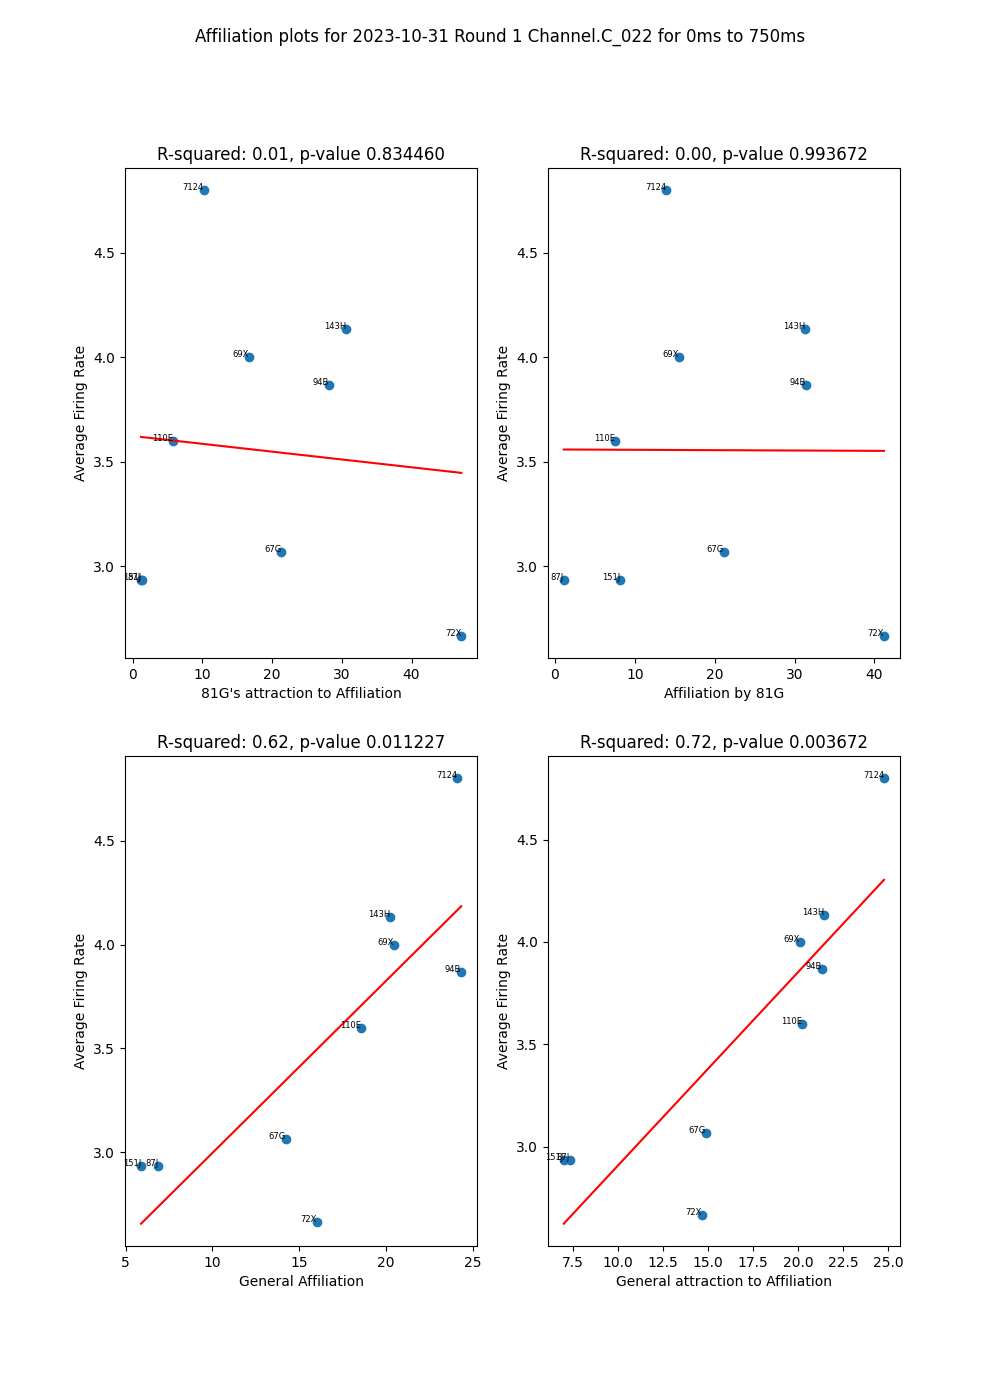 Affiliation plots for 2023-10-31 Round 1 Channel.C_022 for 0ms to 750ms
R-squared: 0.01, p-value 0.834460
Average Firing Rate
4.5
4.0
3.5
3.0
7124
143H
69X
94B
110E
67G
87J
72X
0 10 20 30 40
81G's attraction to Affiliation
R-squared: 0.00, p-value 0.993672
Average Firing Rate
4.5
4.0
3.5
3.0
7124
143H
69X
94B
110E
67G
87J
151J
72X
0 10 20 30 40
Affiliation by 81G
R-squared: 0.62, p-value 0.011227
Average Firing Rate
4.5
4.0
3.5
3.0
7124
143H
69X
94B
110E
67G
151J
87J
72X
5 10 15 20 25
General Affiliation
R-squared: 0.72, p-value 0.003672
Average Firing Rate
4.5
4.0
3.5
3.0
7124
143H
69X
94B
110E
67G
151J
87J
72X
7.5 10.0 12.5 15.0 17.5 20.0 22.5 25.0
General attraction to Affiliation